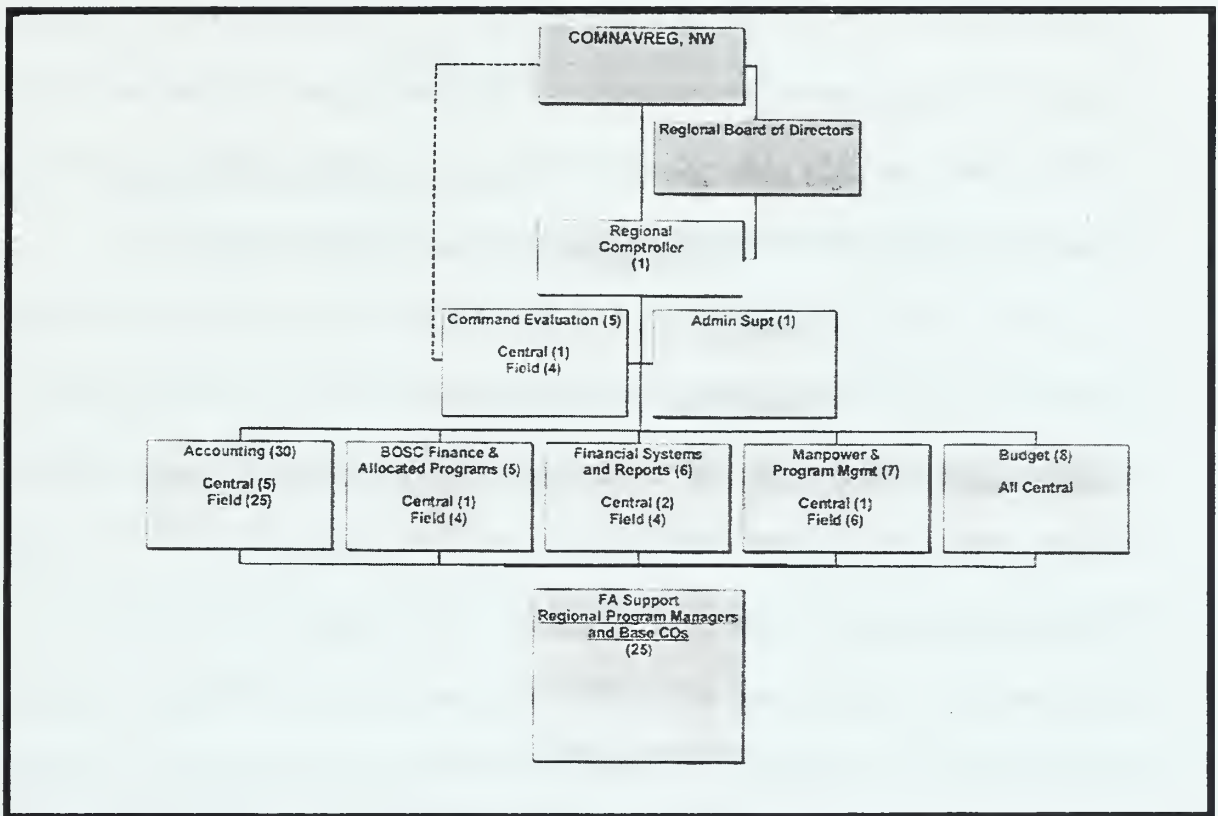 COMNAVREG, NW
Regional Board of Directors
Regional
Comptroller
(1)
Command Evaluation (5)
Central (1)
Field (4)
Admin Supt (1)
Accounting (30)
Central (5)
Field (25)
BOSC Finance &
Allocated Programs (5)
Central (1)
Field (4)
Financial Systems
and Reports (6)
Central (2)
Field (4)
Manpower &
Program Mgmt (7)
Central (1)
Field (6)
Budget (8)
All Central
FA Support
Regional Program Managers
and Base COs
(25)